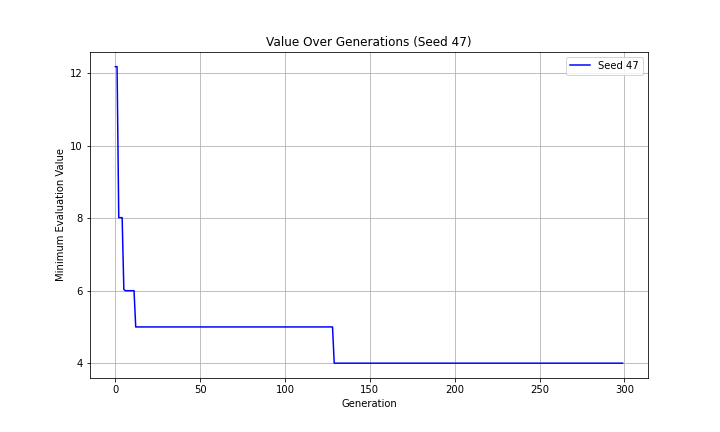 Value Over Generations (Seed 47)
Seed 47
Minimum Evaluation Value
12
10
8
6
4
0 50 100 150 200 250 300
Generation